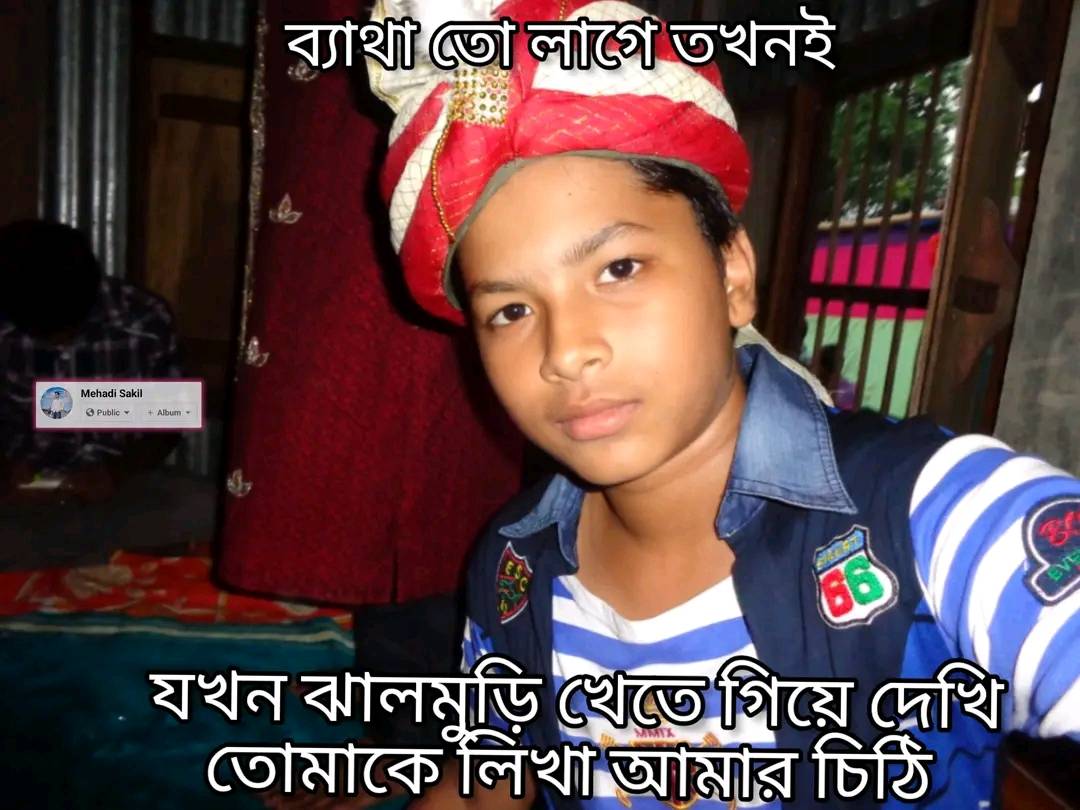 ব্যাথা তো লাগে তখনই
Mehadi Sakil
Public
+ Album
66
যখন ঝালমুড়ি খেতে গিয়ে দেখি
তোমাকে লিখা আমার চিঠি